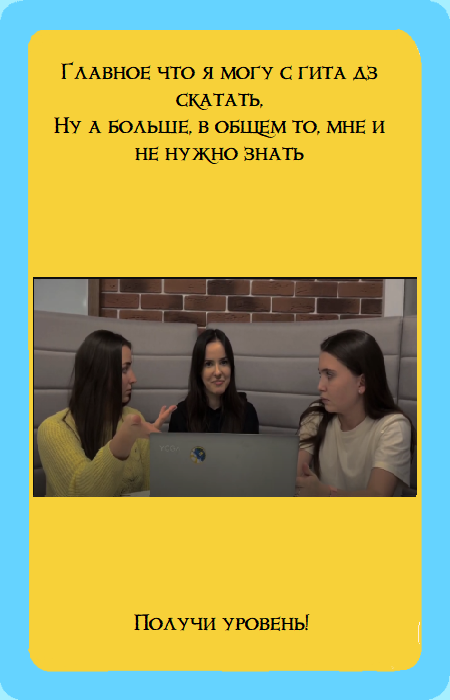 Главное что я могу с гита дз
скатать,
Ну а больше, в общем то, мне и
не нужно знать
Получи уровень!